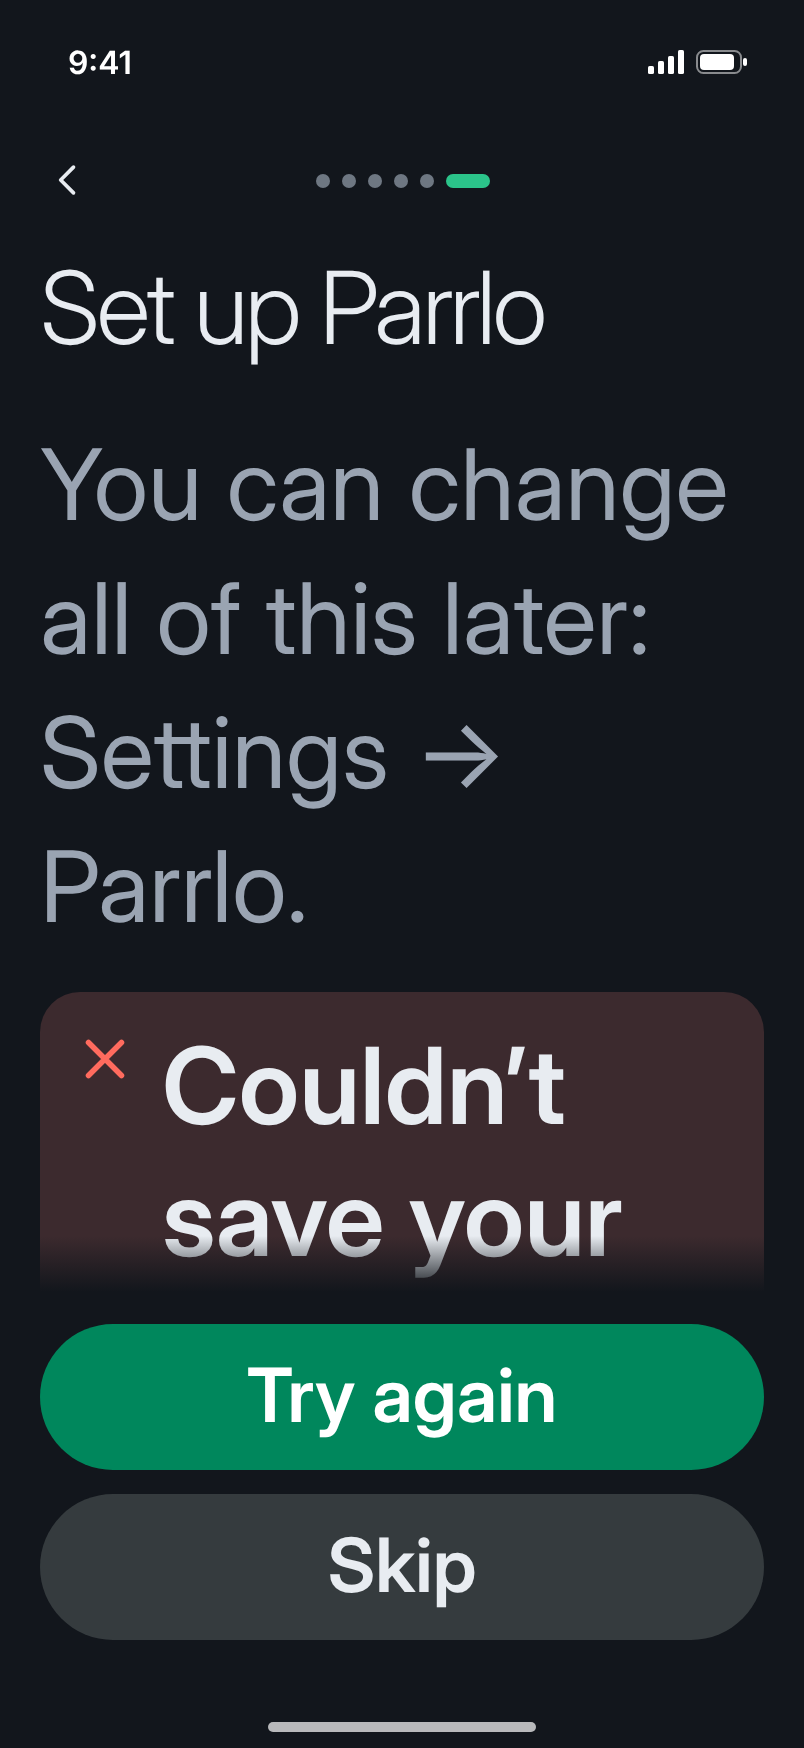 9:41
Set up Parrlo
You can change
all of this later:
Settings →
Parrlo.
Couldn’t
save your
Try again
Skip